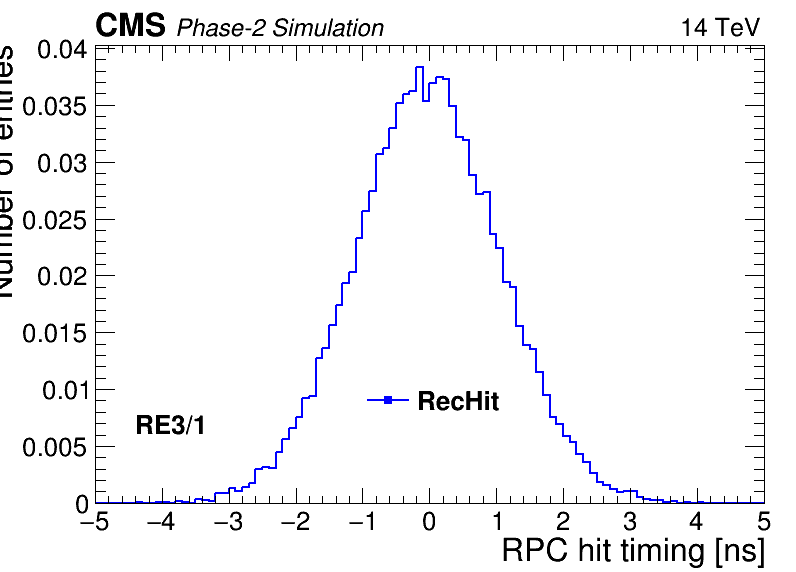 CMS Phase-2 Simulation 14 TeV
Number of entries
0.04
0.035
0.03
0.025
0.02
0.015
0.01
0.005
0
RecHit
RE3/1
−5 −4 −3 −2 −1 0 1 2 3 4 5
RPC hit timing [ns]